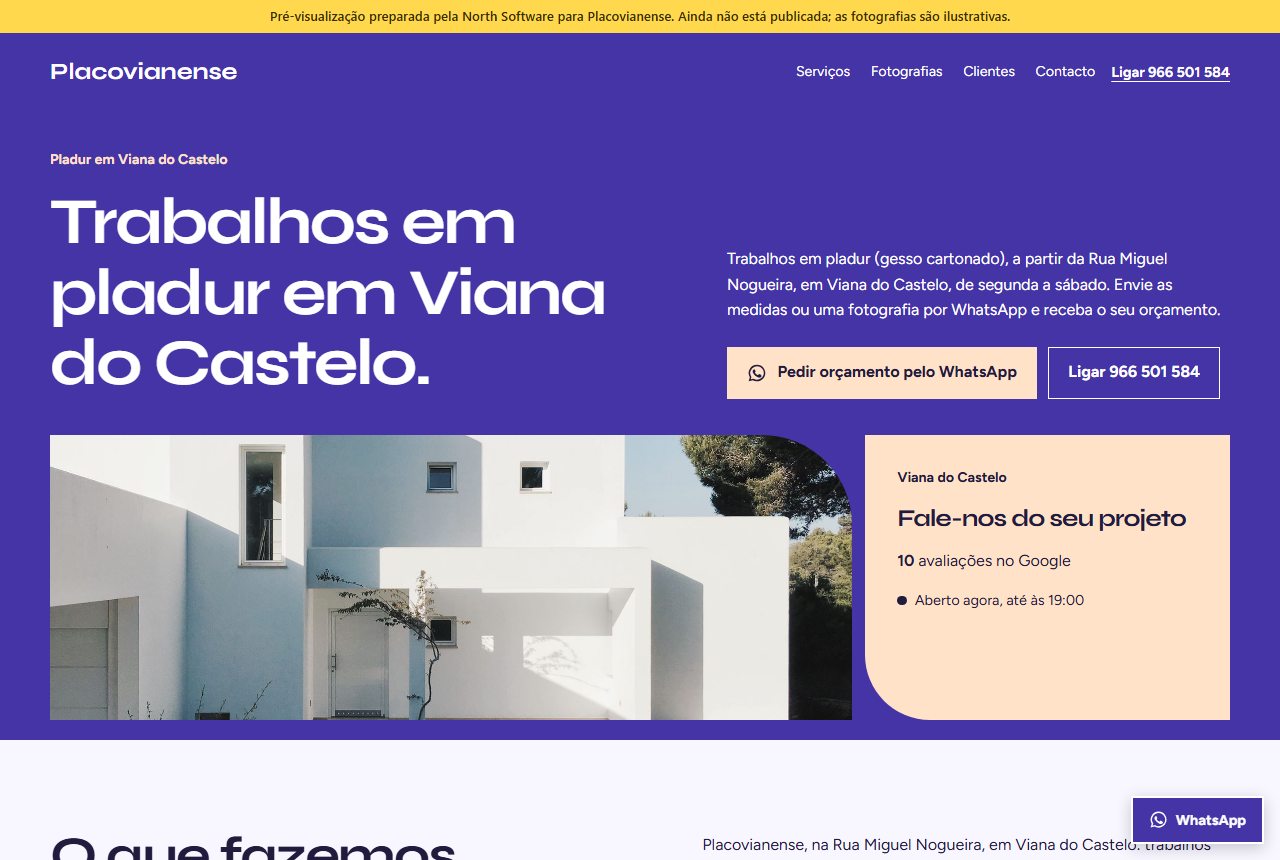 Pré-visualização preparada pela North Software para Placovianense. Ainda não está publicada; as fotografias são ilustrativas.
Placovianense
Serviços
Fotografias
Clientes
Contacto
Ligar 966 501 584
Pladur em Viana do Castelo
Trabalhos em
pladur em Viana
do Castelo.
Trabalhos em pladur (gesso cartonado), a partir da Rua Miguel
Nogueira, em Viana do Castelo, de segunda a sábado. Envie as
medidas ou uma fotografia por WhatsApp e receba o seu orçamento.
Pedir orçamento pelo WhatsApp
Ligar 966 501 584
Viana do Castelo
Fale-nos do seu projeto
10 avaliações no Google
Aberto agora, até às 19:00
O que fazemos
Placovianense, na Rua Miguel Nogueira, em Viana do Castelo: trabalhos
WhatsApp